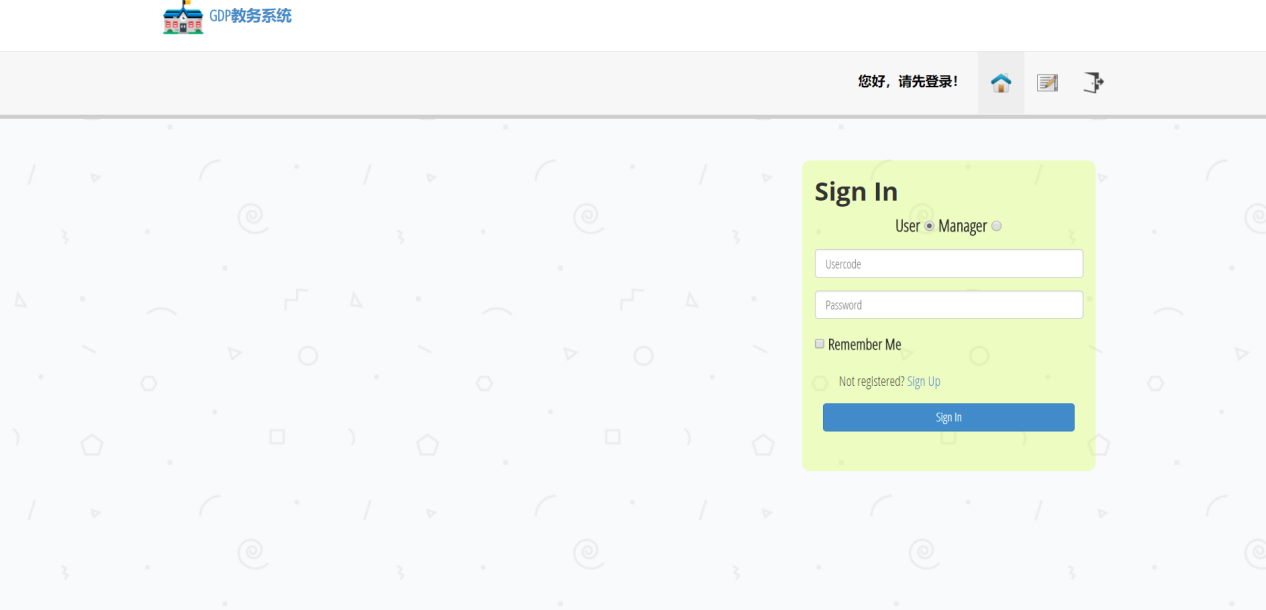 GDP教务系统
您好，请先登录！
Sign In
User Manager
Usercode
Password
Remember Me
Not registered? Sign Up
Sign In